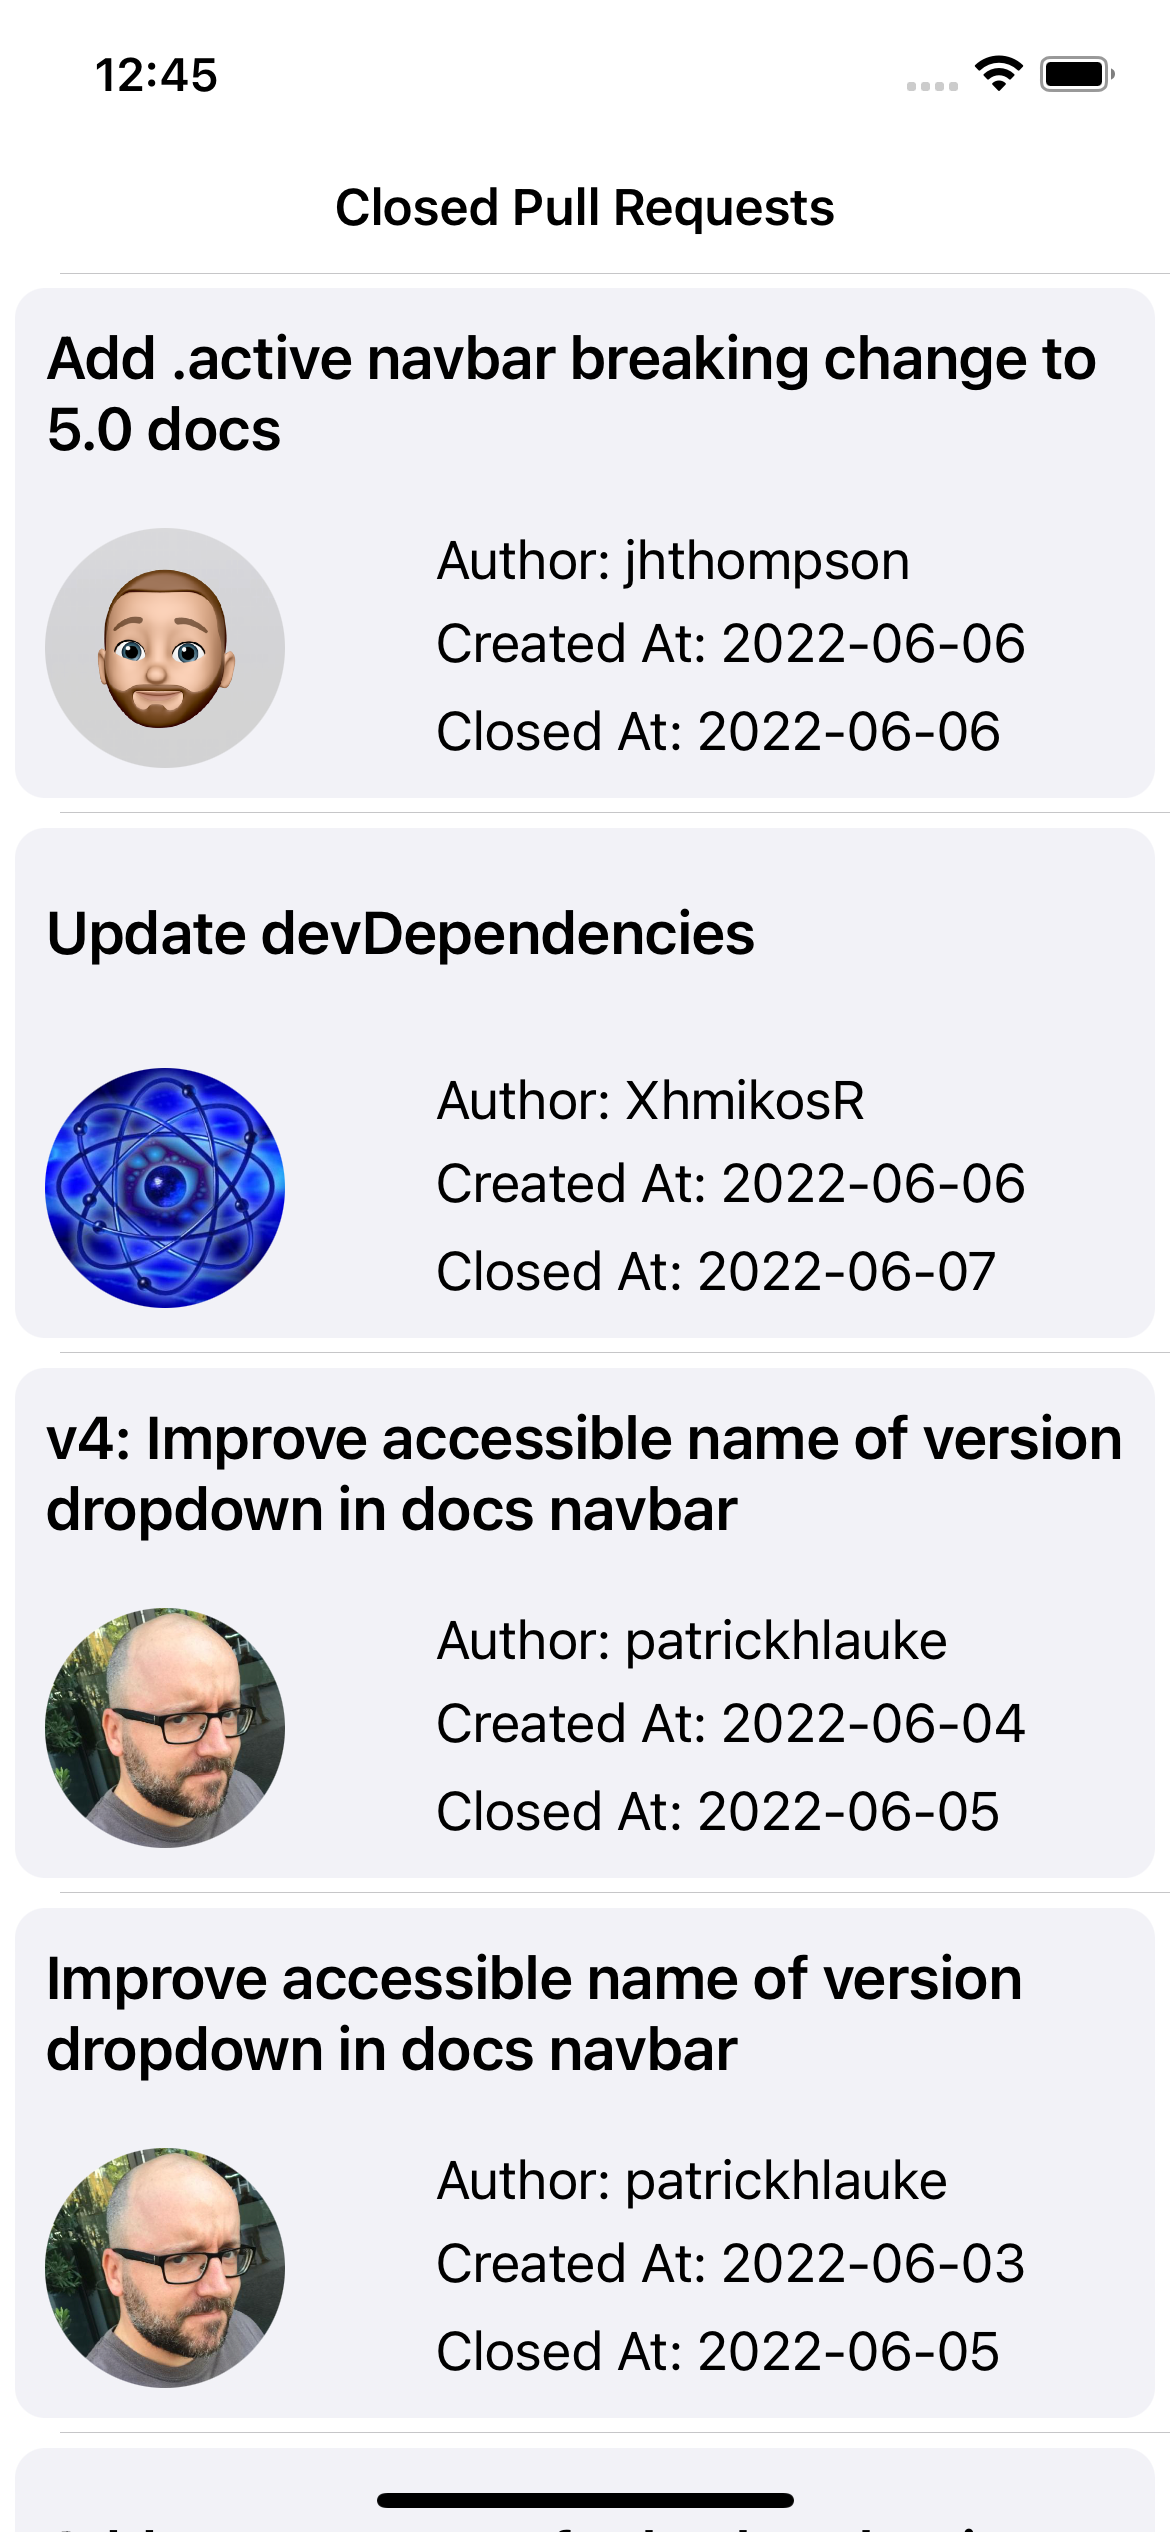 12:45
Closed Pull Requests
Add .active navbar breaking change to
5.0 docs
Author: jhthompson
Created At: 2022-06-06
Closed At: 2022-06-06
Update devDependencies
Author: XhmikosR
Created At: 2022-06-06
Closed At: 2022-06-07
v4: Improve accessible name of version
dropdown in docs navbar
Author: patrickhlauke
Created At: 2022-06-04
Closed At: 2022-06-05
Improve accessible name of version
dropdown in docs navbar
Author: patrickhlauke
Created At: 2022-06-03
Closed At: 2022-06-05